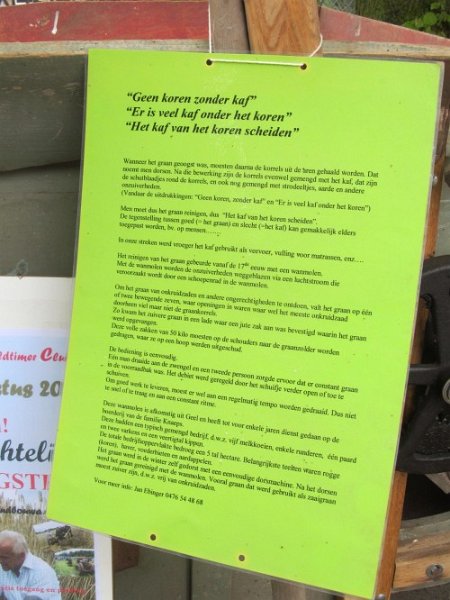 “Geen koren zonder kaf”
“Er is veel kaf onder het koren”
“Het kaf van het koren scheiden”
Wanneer het graan geoogst was, moesten daarna de korrels uit de aren gehaald worden. Dat
noemt men dorsen. Na die bewerking zijn de korrels evenwel gemengd met het kaf, dat zijn
de schutblaadjes rond de korrels, en ook nog gemengd met strodeeltjes, aarde en andere
onzuiverheden.
(Vandaar de uitdrukkingen: “Geen koren, zonder kaf” en “Er is veel kaf onder het koren”)
Men moet dus het graan reinigen, dus “Het kaf van het koren scheiden”.
De tegenstelling tussen goed (= het graan) en slecht (=het kaf) kan gemakkelijk elders
toegepast worden, bv. op mensen…..
In onze streken werd vroeger het kaf gebruikt als veevoer, vulling voor matrassen, enz….
Het reinigen van het graan gebeurde vanaf de 17de eeuw met een wanmolen.
Met de wanmolen worden de onzuiverheden weggeblazen via een luchtstroom die
veroorzaakt wordt door een schoepenrad in de wanmolen.
Om het graan van onkruidzaden en andere ongerechtigheden te ontdoen, valt het graan op één
of twee bewegende zeven, waar openingen in waren waar wel het meeste onkruidzaad
doorheen viel maar niet de graankorrels.
Zo kwam het zuivere graan in een lade waar een jute zak aan was bevestigd waarin het graan
werd opgevangen.
Deze volle zakken van 50 kilo moesten op de schouders naar de graanzolder worden
gedragen, waar ze op een hoop werden uitgeschud.
De bediening is eenvoudig.
Eén man draaide aan de zwengel en een tweede persoon zorgde ervoor dat er constant graan
in de voorraadbak was. Het debiet werd geregeld door het schuifje verder open of toe te
schuiven.
Om goed werk te leveren, moest er wel aan een regelmatig tempo worden gedraaid. Dus niet
te snel of te traag en aan een constant ritme.
Deze wanmolen is afkomstig uit Geel en heeft tot voor enkele jaren dienst gedaan op de
boerderij van de familie Knaeps.
Deze hadden een typisch gemengd bedrijf, d.w.z. vijf melkkoeien, enkele runderen, één paard
en twee varkens en een veertigtal kippen.
De totale bedrijfsoppervlakte bedroeg een 5 tal hectare. Belangrijkste teelten waren rogge
(koren), haver, voederbieten en aardappelen.
Het graan werd in de winter zelf gedorst met een eenvoudige dorsmachine. Na het dorsen
werd het graan gereinigd met de wanmolen. Vooral graan dat werd gebruikt als zaaigraan
moest zuiver zijn, d.w.z. vrij van onkruidzaden.
Voor meer info: Jan Ebinger 0476 54 48 68